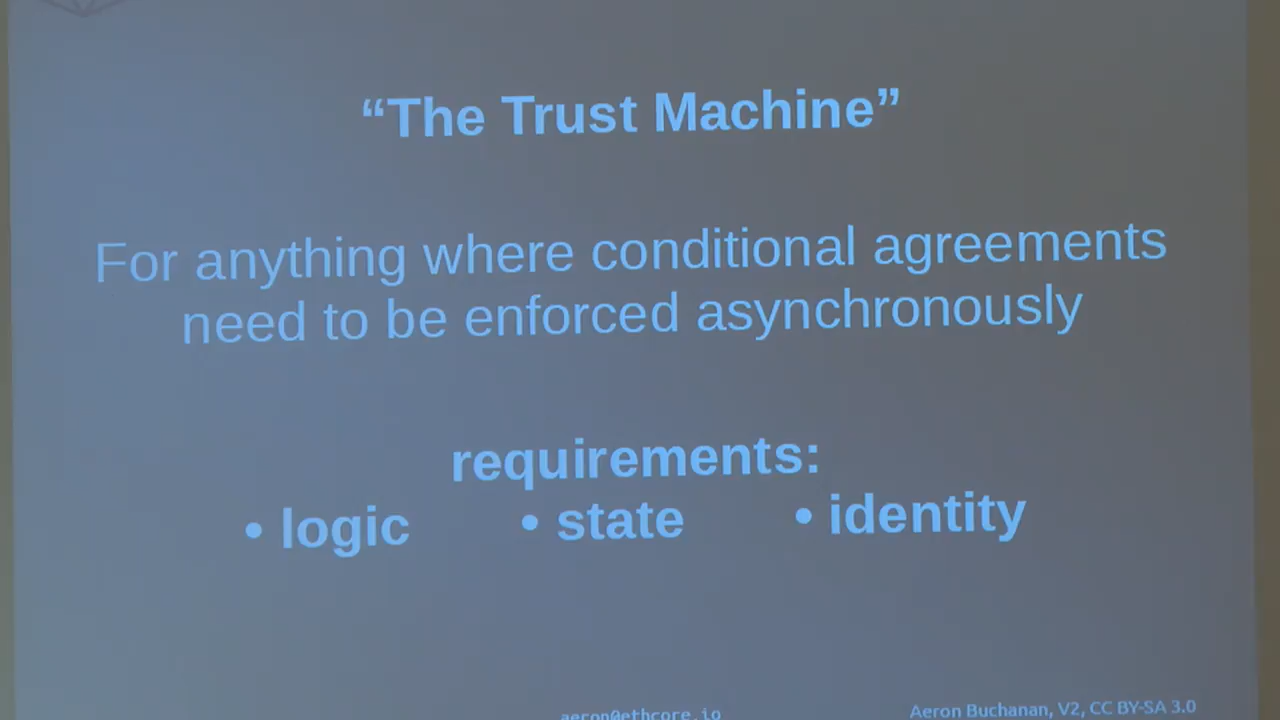 “The Trust Machine”
For anything where conditional agreements
need to be enforced asynchronously
requirements:
• logic • state • identity
aeron@ethcore.io
Aeron Buchanan, V2, CC BY-SA 3.0